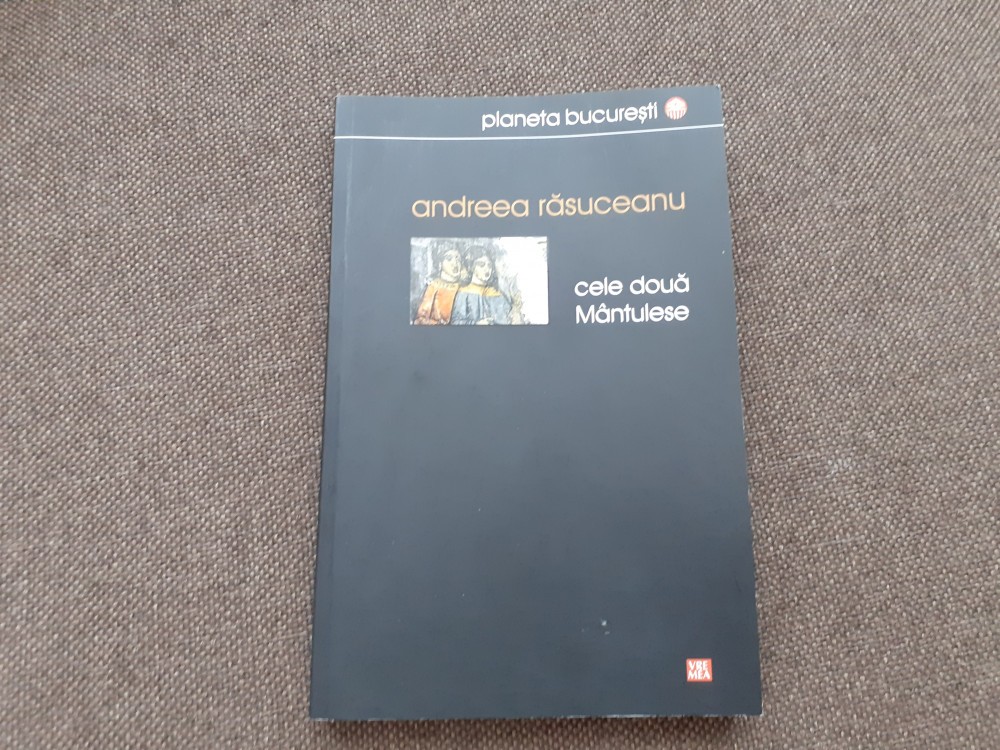 planeta bucurești
andreea răsuceanu
cele două
Mântulese
VRE
MEA